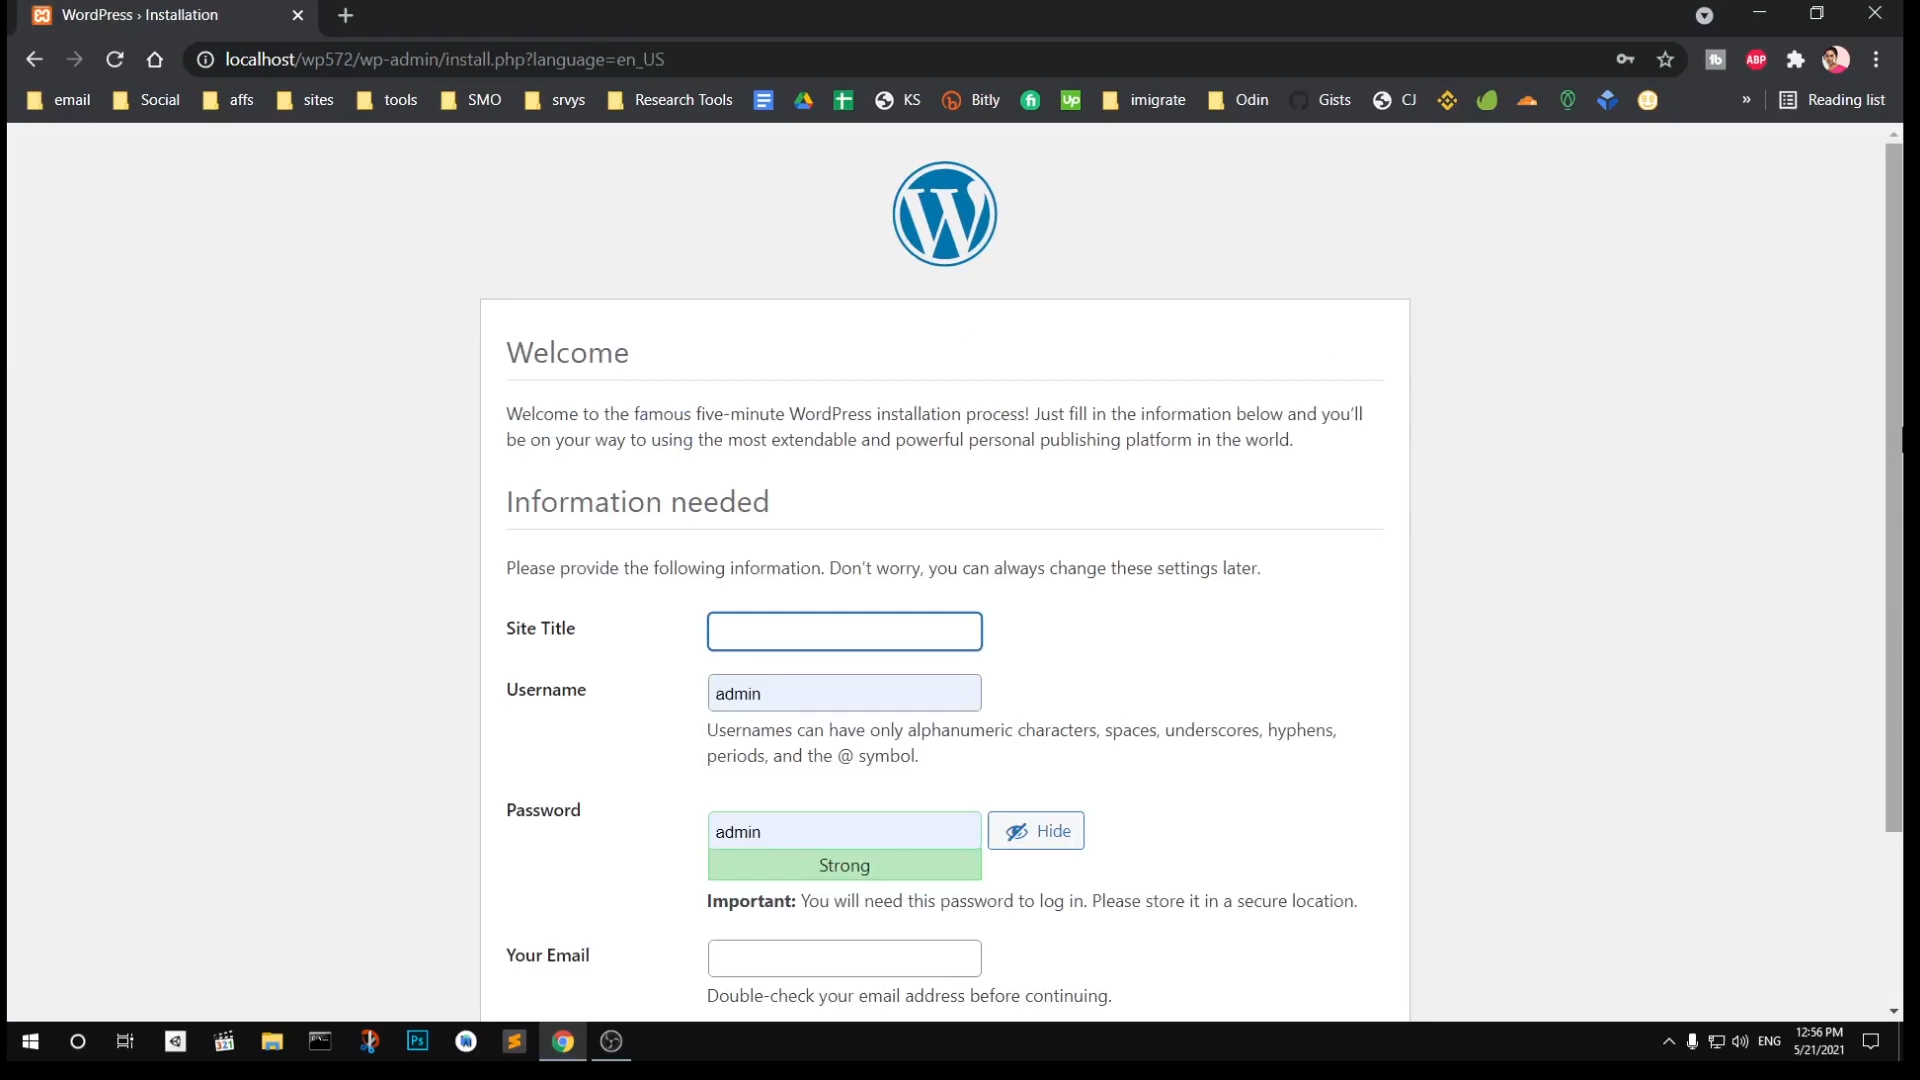 WordPress › Installation
localhost/wp572/wp-admin/install.php?language=en_US
ABP
email Social affs sites tools SMO srvys Research Tools KS Bitly fi Up imigrate Odin Gists CJ » Reading list
W
Welcome
Welcome to the famous five-minute WordPress installation process! Just fill in the information below and you’ll
be on your way to using the most extendable and powerful personal publishing platform in the world.
Information needed
Please provide the following information. Don’t worry, you can always change these settings later.
Site Title
Username admin
Usernames can have only alphanumeric characters, spaces, underscores, hyphens,
periods, and the @ symbol.
Password
admin Hide
Strong
Important: You will need this password to log in. Please store it in a secure location.
Your Email
Double-check your email address before continuing.
321 Ps ENG 12:56 PM
5/21/2021